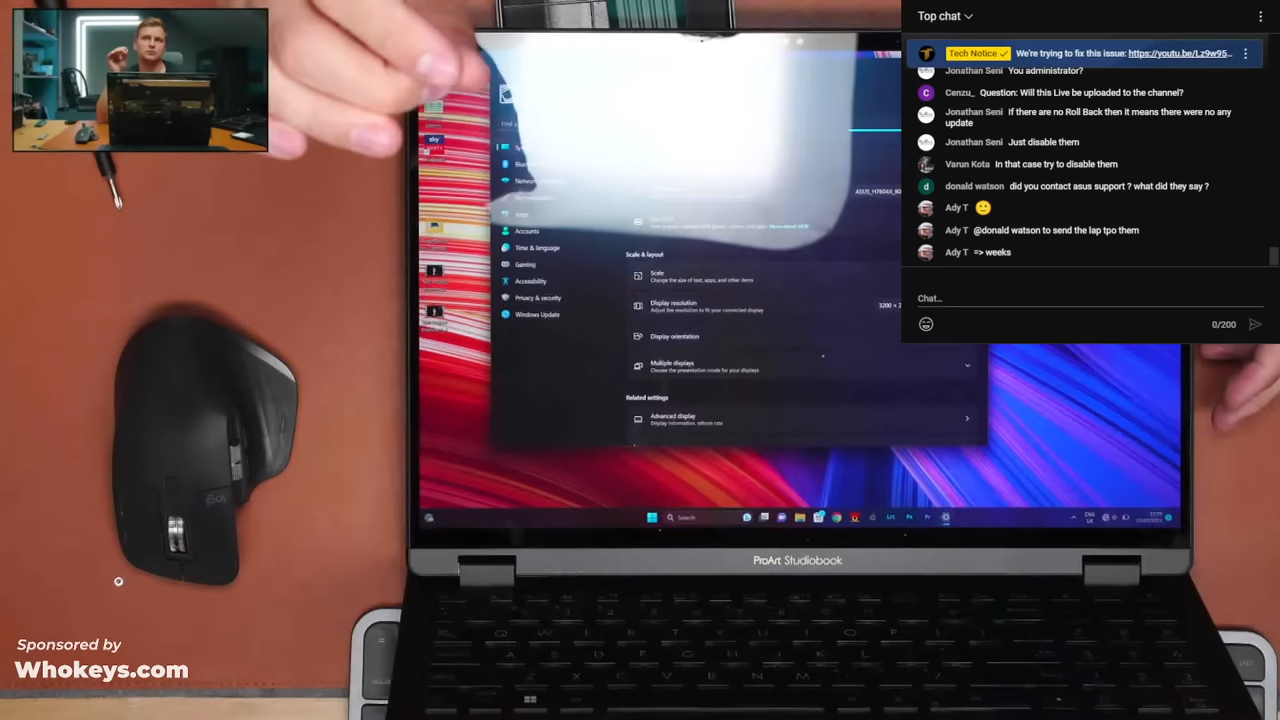 Top chat
Tech Notice We're trying to fix this issue: https://youtu.be/Lz9w95...
Jonathan Seni You administrator?
Cenzu_ Question: Will this Live be uploaded to the channel?
Jonathan Seni If there are no Roll Back then it means there were no any
update
Jonathan Seni Just disable them
Varun Kota In that case try to disable them
donald watson did you contact asus support ? what did they say ?
Ady T 🙂
Ady T @donald watson to send the lap tpo them
Ady T => weeks
Chat...
0/200
sky
Apps
Accounts
Time & language
Gaming
Accessibility
Privacy & security
Windows Update
Scale & layout
Scale
Change the size of text, apps, and other items
Display resolution
Adjust the resolution to fit your connected display
Display orientation
Multiple displays
Choose the presentation mode for your displays
Related settings
Advanced display
Display information, refresh rate
Search
ENG
UK
ProArt Studiobook
Sponsored by
Whokeys.com